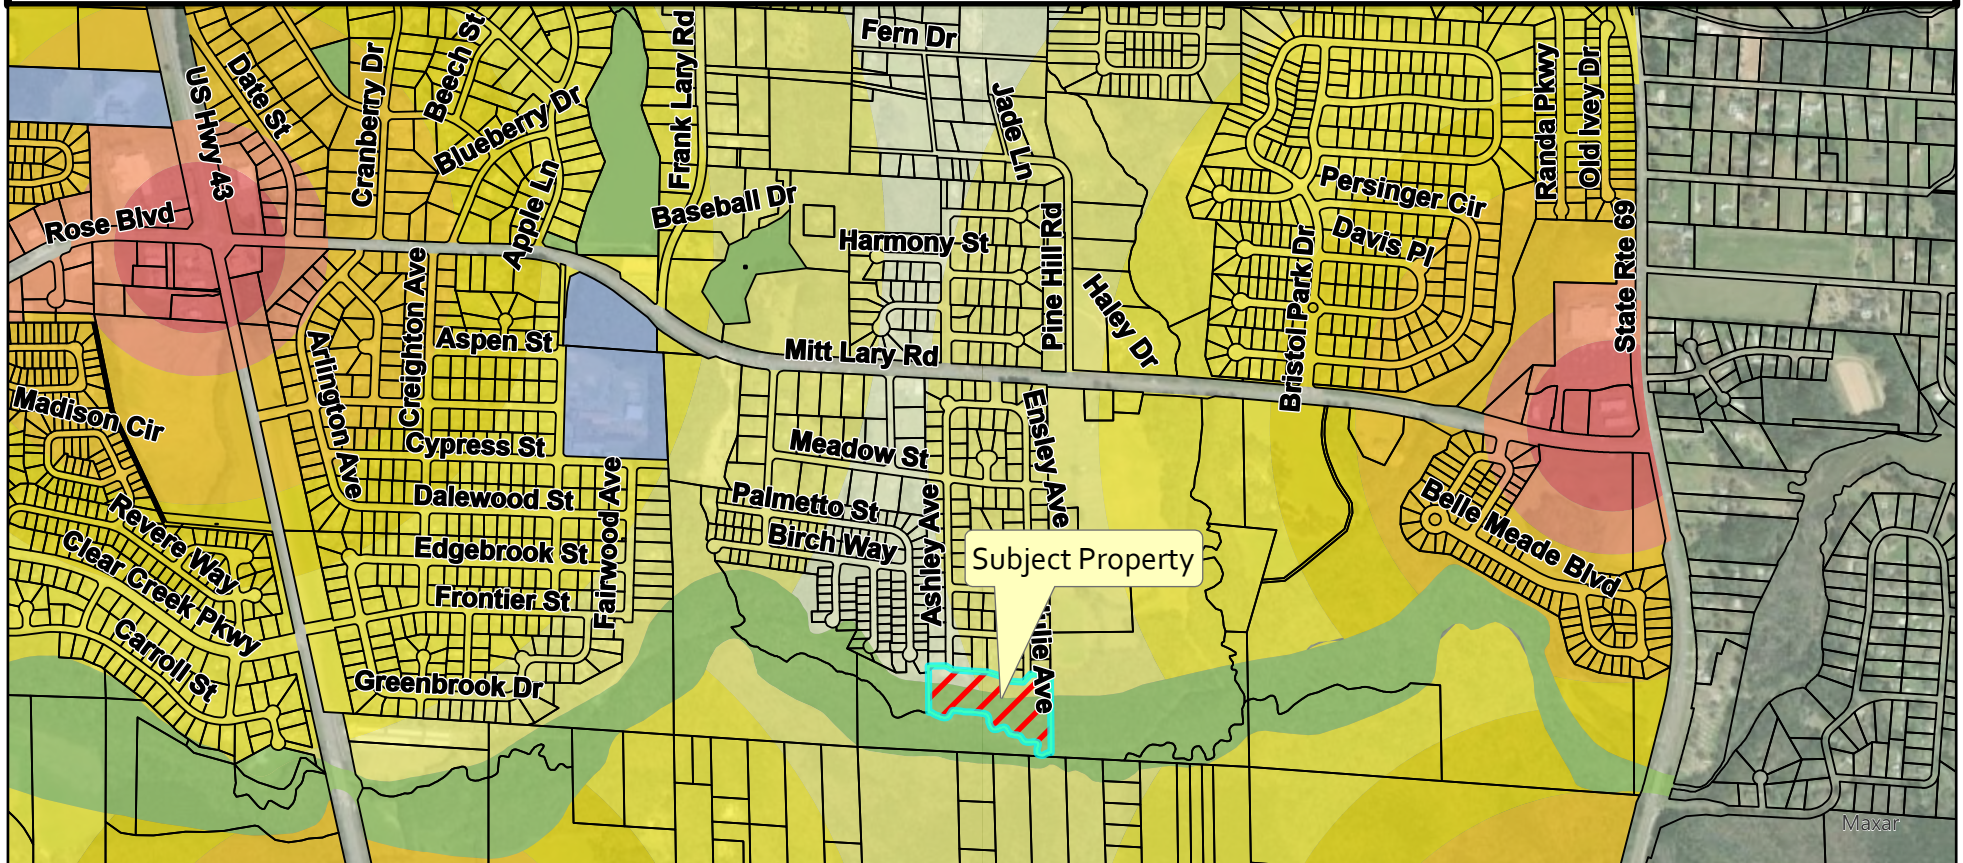 Fern Dr
Beech St
Frank Lary Rd
Date St
Cranberry Dr
US Hwy 43
Blueberry Dr
Jade Ln
Randa Pkwy
Old Ivey Dr
Apple Ln
Baseball Dr
Persinger Cir
Rose Blvd
Harmony St
Pine Hill Rd
Davis Pl
State Rte 69
Bristol Park Dr
Haley Dr
Creighton Ave
Aspen St
Mitt Lary Rd
Arlington Ave
Madison Cir
Cypress St
Meadow St
Ensley Ave
Dalewood St
Palmetto St
Birch Way
Belle Meade Blvd
Revere Way
Edgebrook St
Fairwood Ave
Ashley Ave
Subject Property
Clear Creek Pkwy
Frontier St
Carroll St
Greenbrook Dr
Ave
Maxar